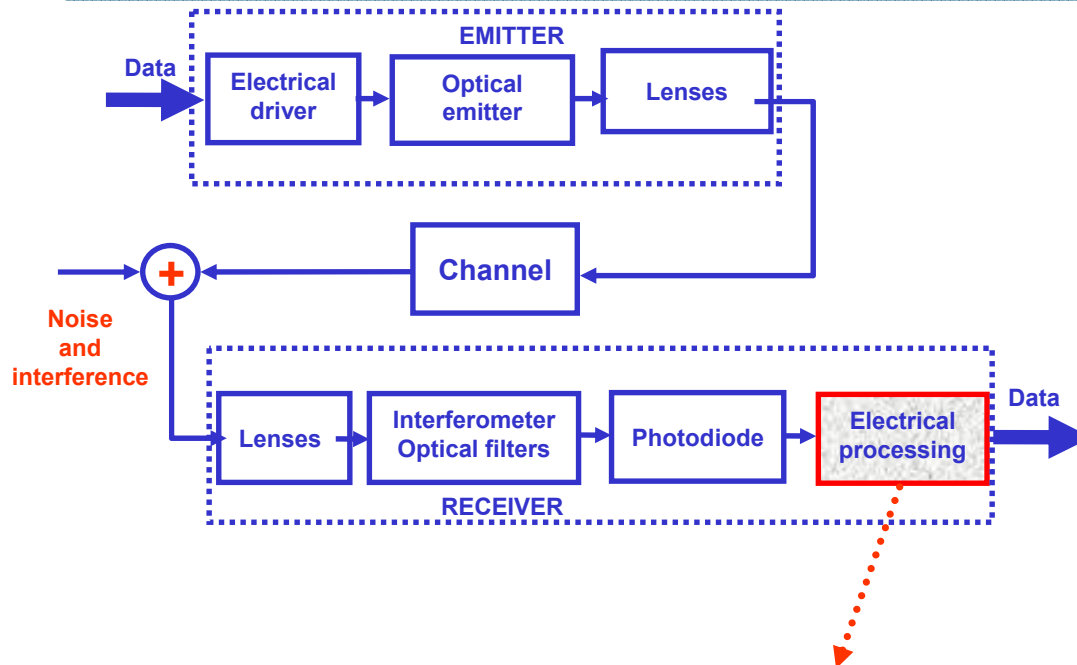 EMITTER
Data
Electrical
driver
Optical
emitter
Lenses
Channel
+
Noise
and
interference
Lenses
Interferometer
Optical filters
Photodiode
Electrical
processing
Data
RECEIVER